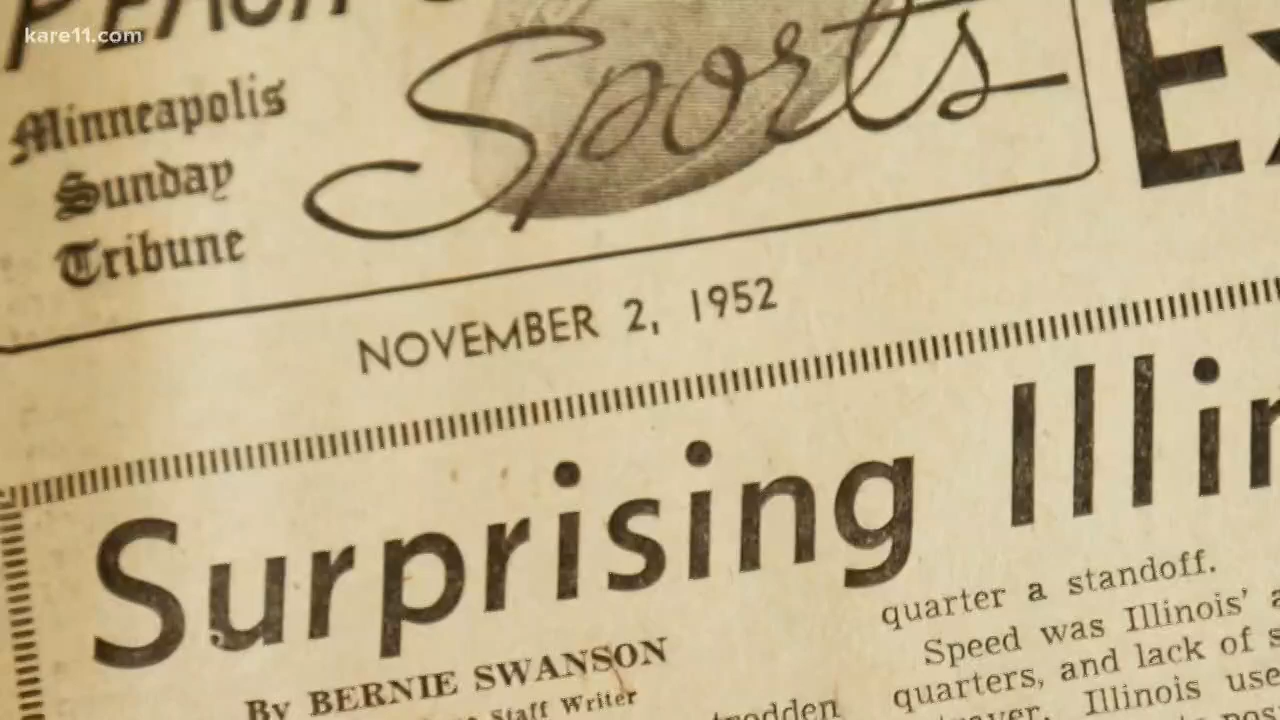 kare11.com
PEACH
Sports
Minneapolis
Sunday
Tribune
NOVEMBER 2, 1952
Surprising
By BERNIE SWANSON
Staff Writer
quarter a standoff.
Speed was Illinois'
quarters, and lack of
Illinois